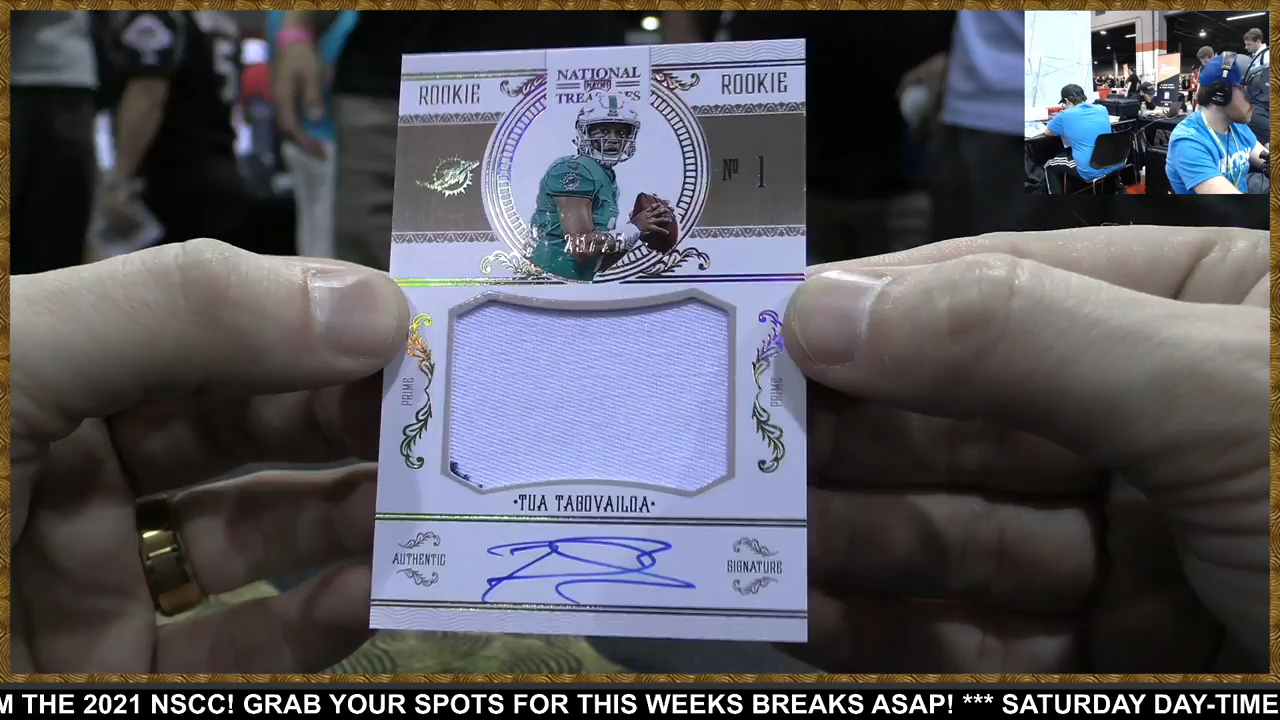 NATIONAL
TREASURES
ROOKIE
ROOKIE
Nº 1
PRIME
PRIME
•TUA TAGOVAILOA•
AUTHENTIC
SIGNATURE
M THE 2021 NSCC! GRAB YOUR SPOTS FOR THIS WEEKS BREAKS ASAP! *** SATURDAY DAY-TIME